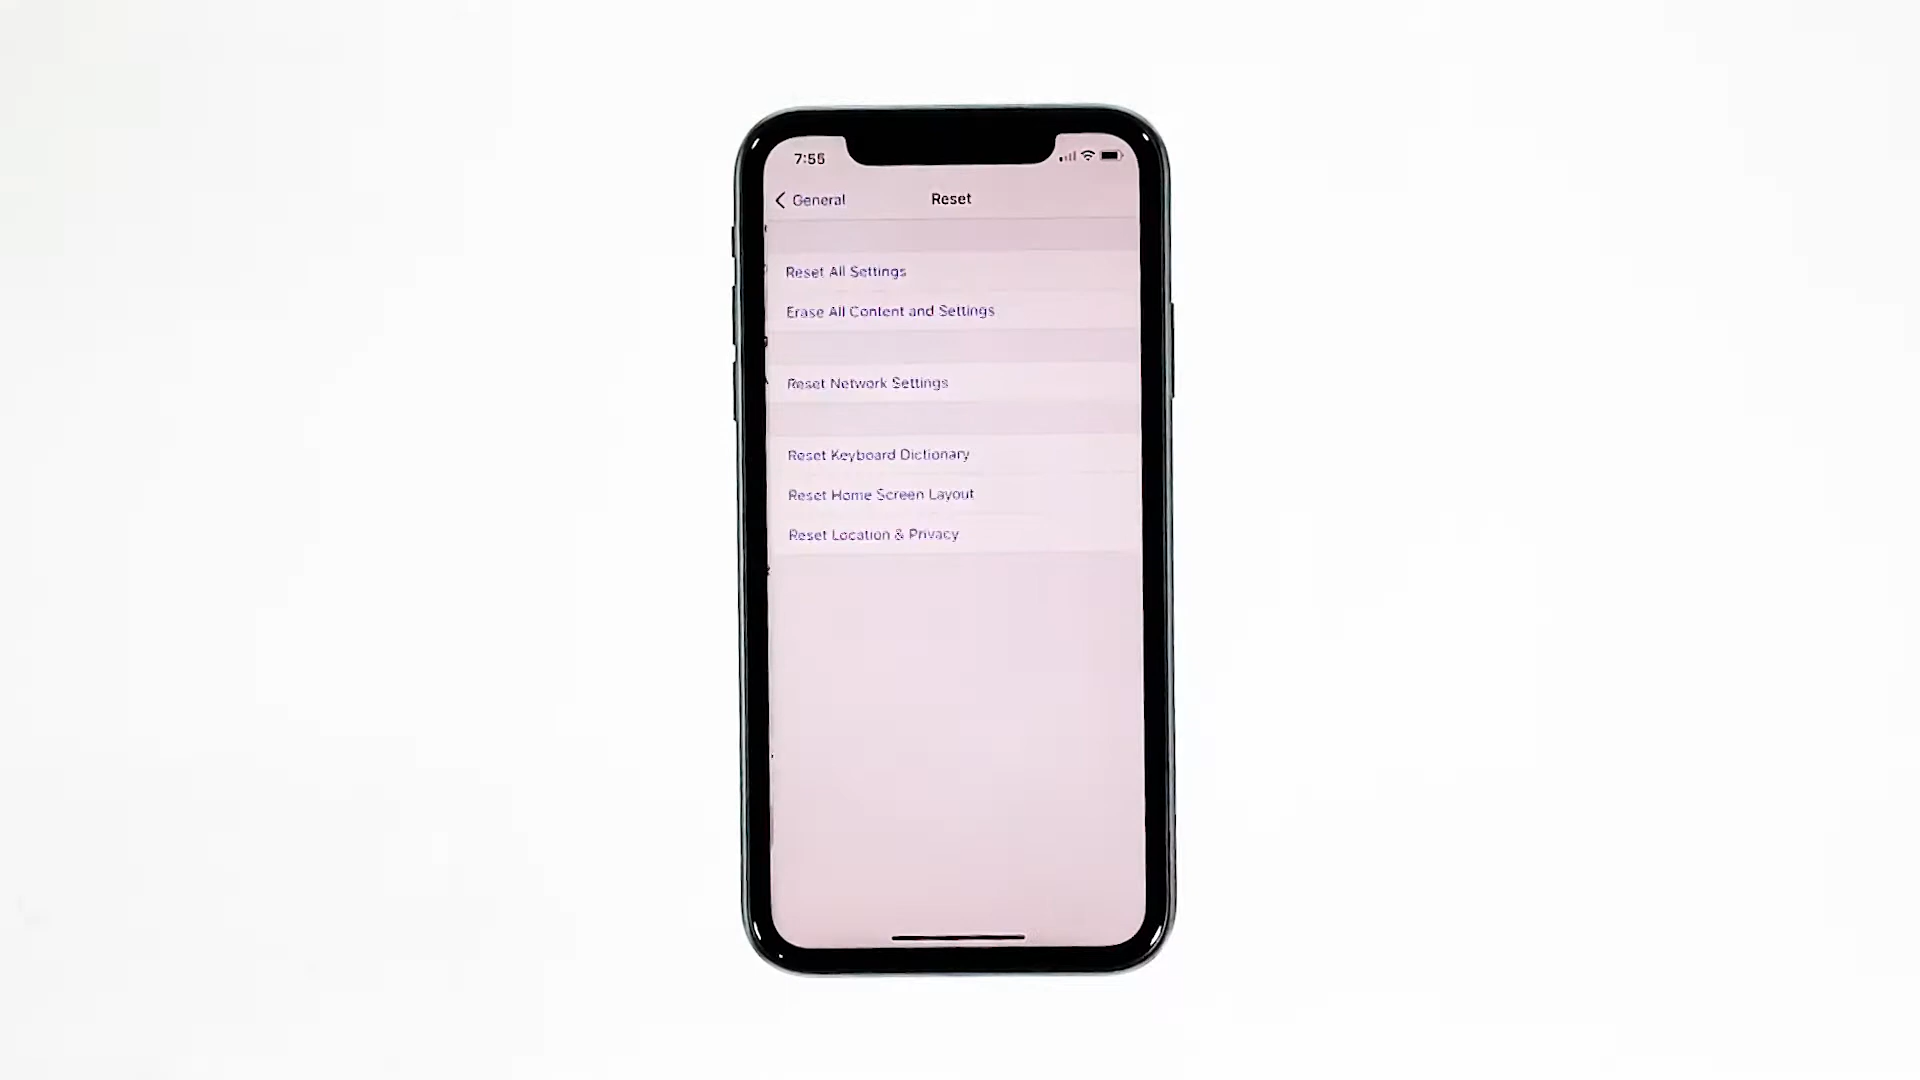 7:55
General
Reset
Reset All Settings
Erase All Content and Settings
Reset Network Settings
Reset Keyboard Dictionary
Reset Home Screen Layout
Reset Location & Privacy